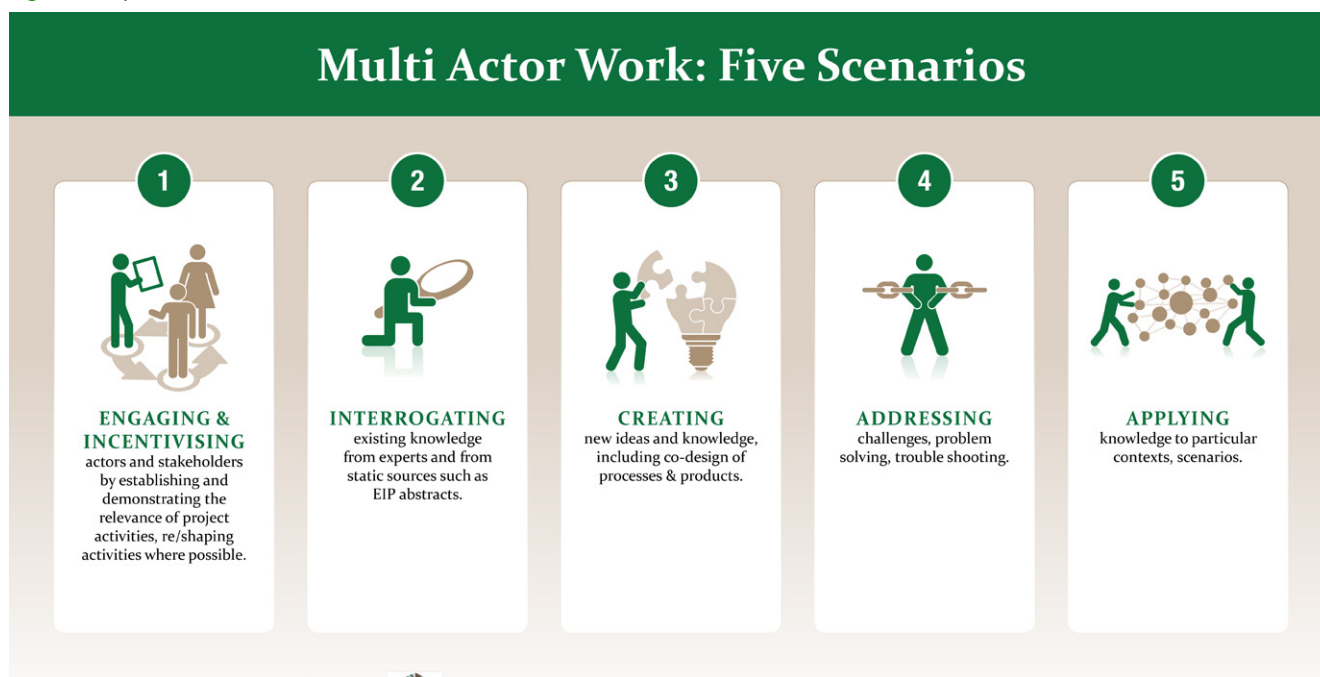 Multi Actor Work: Five Scenarios
1
ENGAGING &
INCENTIVISING
actors and stakeholders
by establishing and
demonstrating the
relevance of project
activities, re/shaping
activities where possible.
2
INTERROGATING
existing knowledge
from experts and from
static sources such as
EIP abstracts.
3
CREATING
new ideas and knowledge,
including co-design of
processes & products.
4
ADDRESSING
challenges, problem
solving, trouble shooting.
5
APPLYING
knowledge to particular
contexts, scenarios.